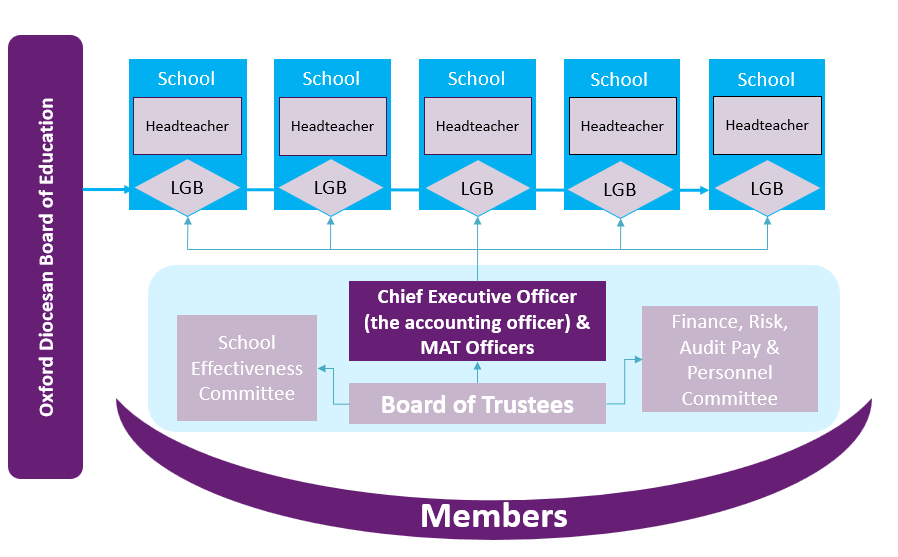 Oxford Diocesan Board of Education
School
School
School
School
School
Headteacher
Headteacher
Headteacher
Headteacher
Headteacher
LGB
LGB
LGB
LGB
LGB
Chief Executive Officer
(the accounting officer) &
MAT Officers
School
Effectiveness
Committee
Finance, Risk,
Audit Pay &
Personnel
Committee
Board of Trustees
Members